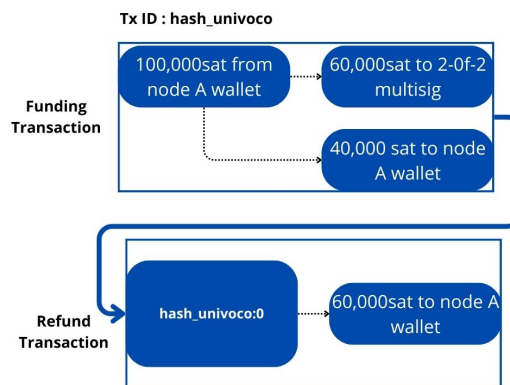 Tx ID : hash_univoco
100,000sat from
node A wallet
60,000sat to 2-0f-2
multisig
Funding
Transaction
40,000 sat to node
A wallet
hash_univoco:0
60,000sat to node A
wallet
Refund
Transaction